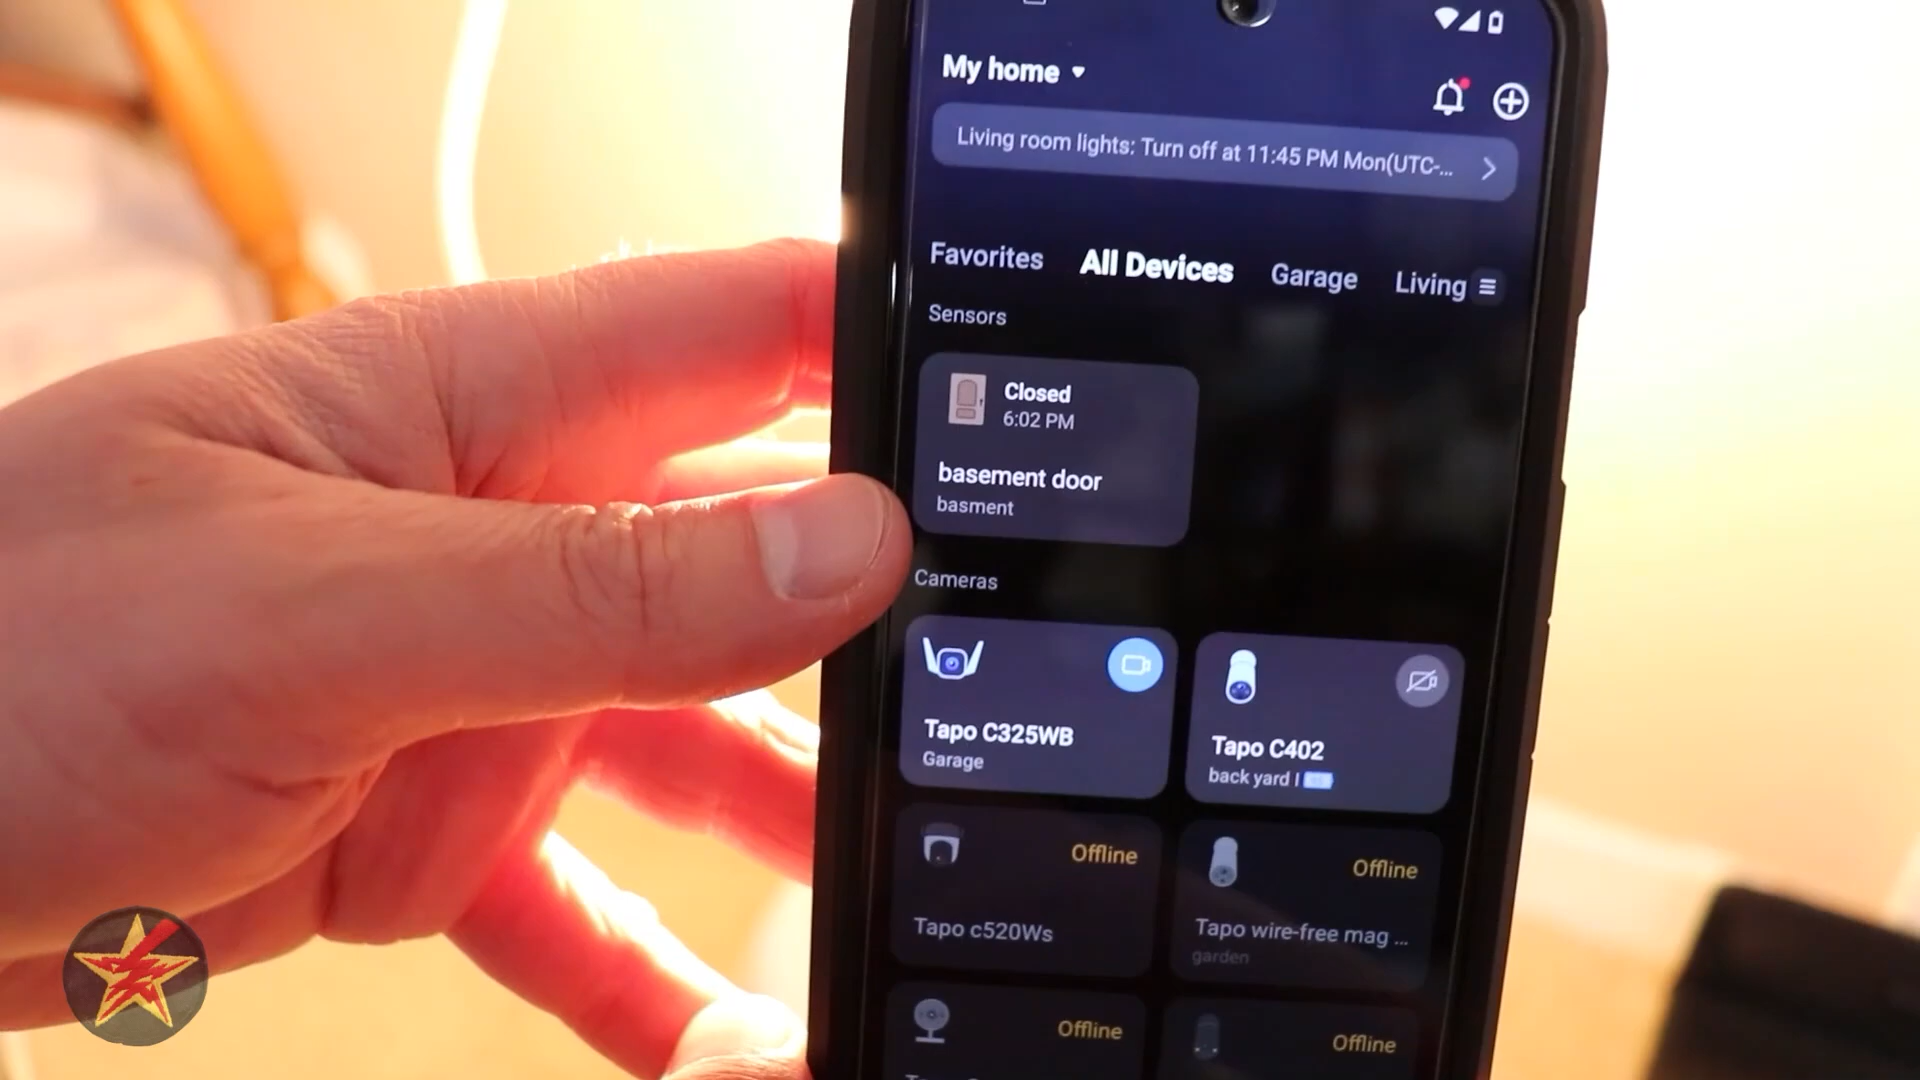 My home
Living room lights: Turn off at 11:45 PM Mon(UTC-...
Favorites All Devices Garage Living
Sensors
Closed
6:02 PM
basement door
basment
Cameras
Tapo C325WB
Garage
Tapo C402
back yard |
Offline
Tapo c520Ws
Offline
Tapo wire-free mag ...
garden
Offline
Offline